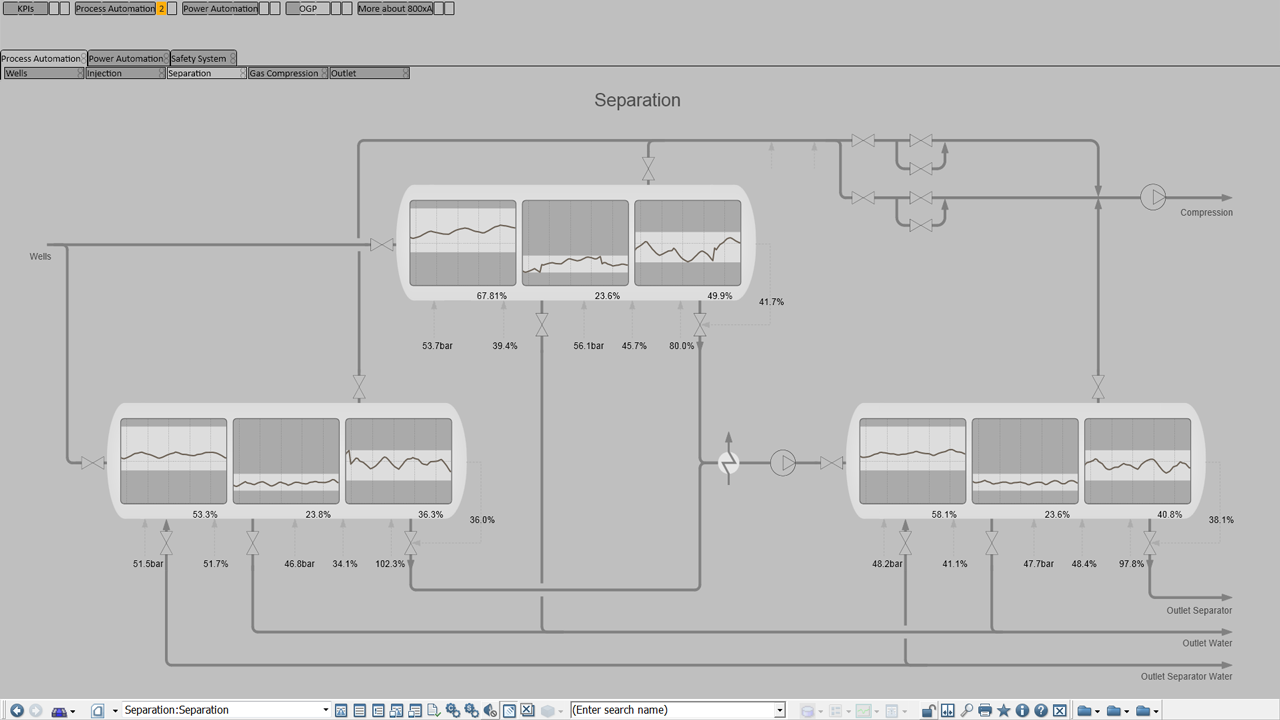 KPIs Process Automation 2 Power Automation OGP More about 800xA
Process Automation Power Automation Safety System
Wells Injection Separation Gas Compression Outlet
Separation
Compression
Wells
67.81% 23.6% 49.9% 41.7%
53.7bar 39.4% 56.1bar 45.7% 80.0%
53.3% 23.8% 36.3% 36.0%
58.1% 23.6% 40.8% 38.1%
51.5bar 51.7% 46.8bar 34.1% 102.3%
48.2bar 41.1% 47.7bar 48.4% 97.8%
Outlet Separator
Outlet Water
Outlet Separator Water
Separation:Separation (Enter search name)